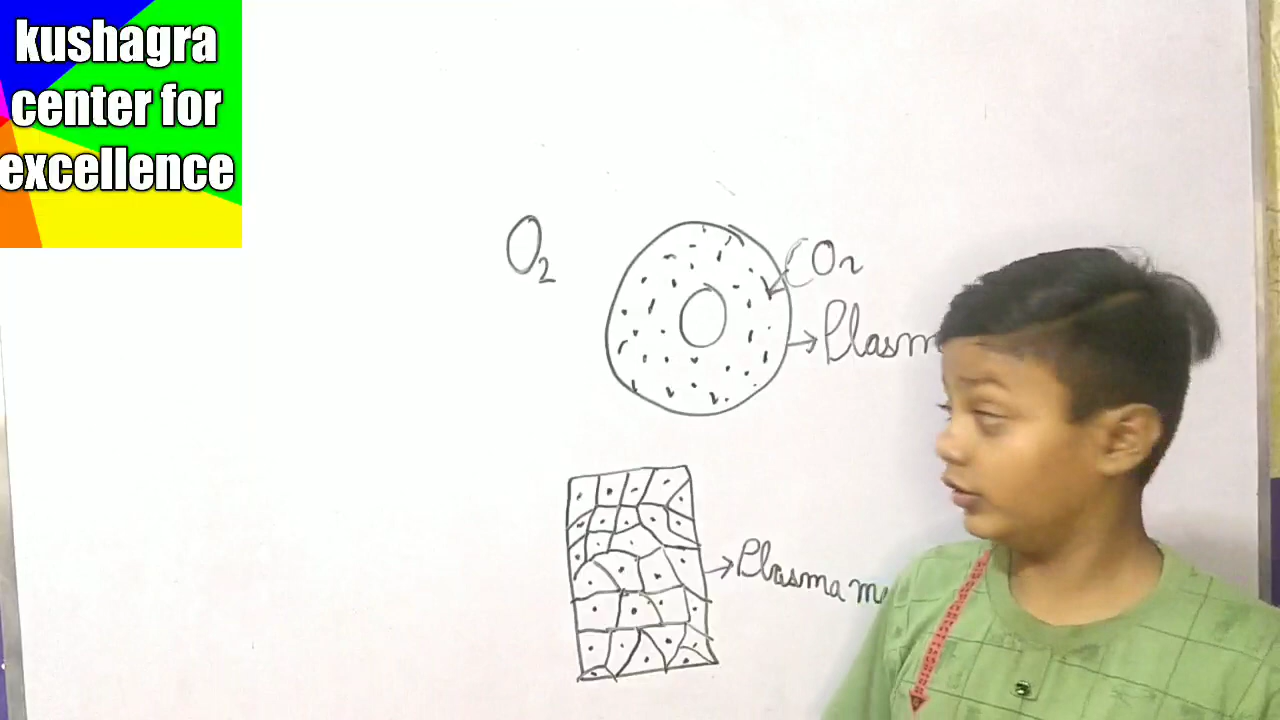 kushagra
center for
excellence
O2
CO2
Plasm
Plasma m